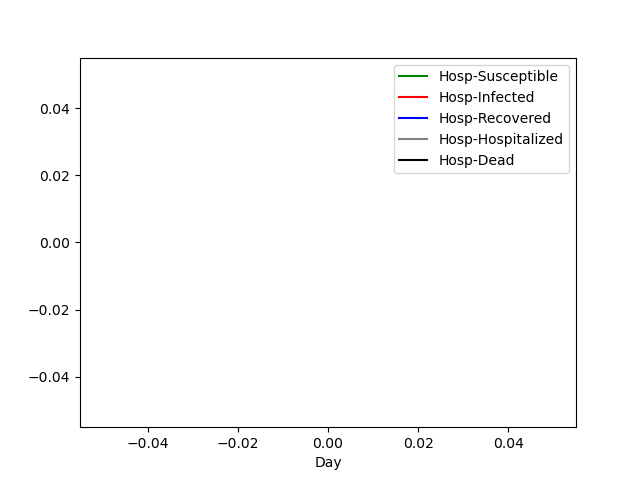 Hosp-Susceptible
Hosp-Infected
Hosp-Recovered
Hosp-Hospitalized
Hosp-Dead
0.04
0.02
0.00
−0.02
−0.04
−0.04 −0.02 0.00 0.02 0.04
Day